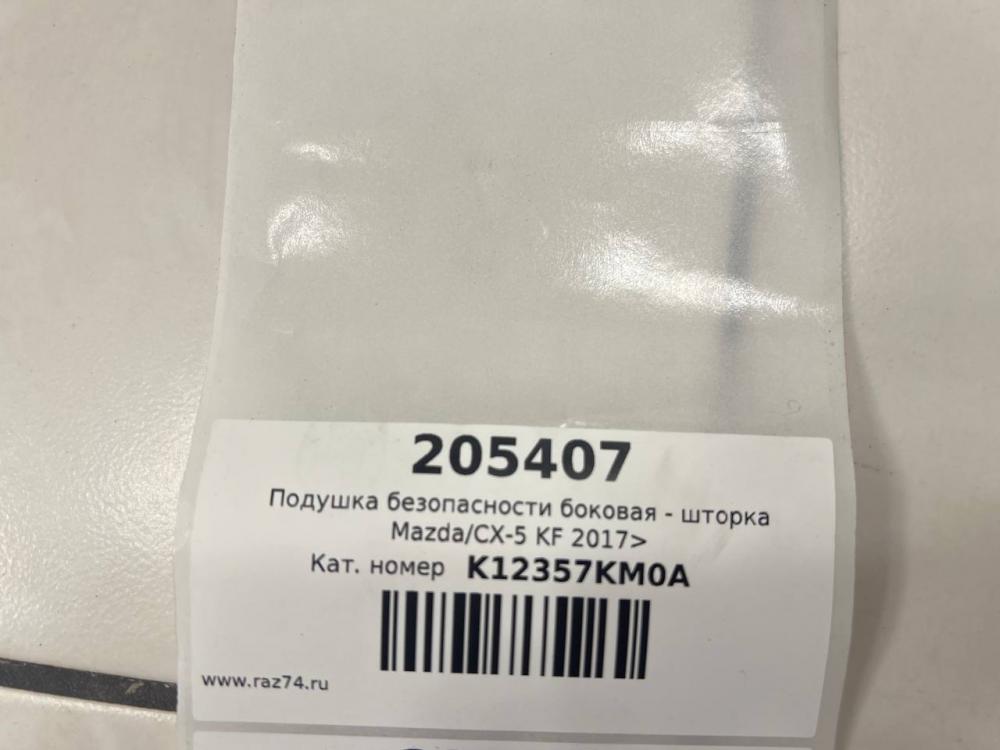 205407
Подушка безопасности боковая - шторка
Mazda/CX-5 KF 2017>
Кат. номер K12357KM0A
www.raz74.ru